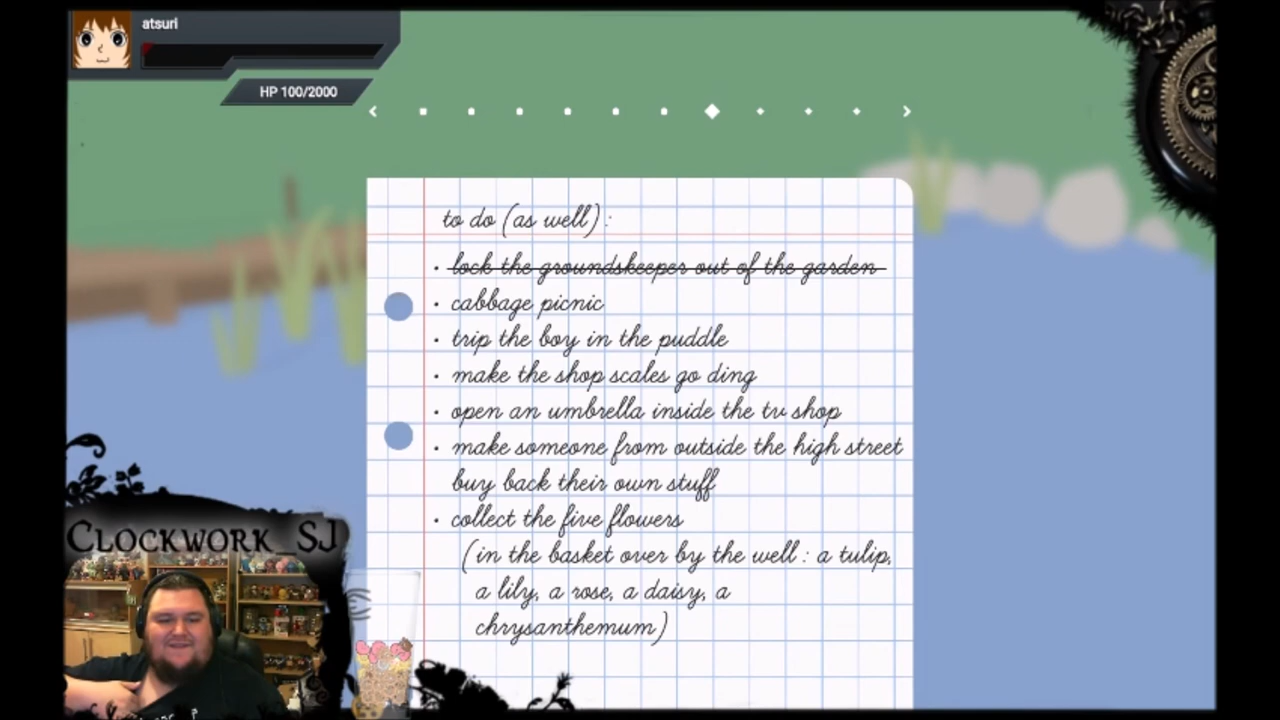 atsuri
HP 100/2000
to do (as well) :
• lock the groundskeeper out of the garden
• cabbage picnic
• trip the boy in the puddle
• make the shop scales go ding
• open an umbrella inside the tv shop
• make someone from outside the high street
buy back their own stuff
• collect the five flowers
(in the basket over by the well : a tulip,
a lily, a rose, a daisy, a
chrysanthemum)
Clockwork_SJ